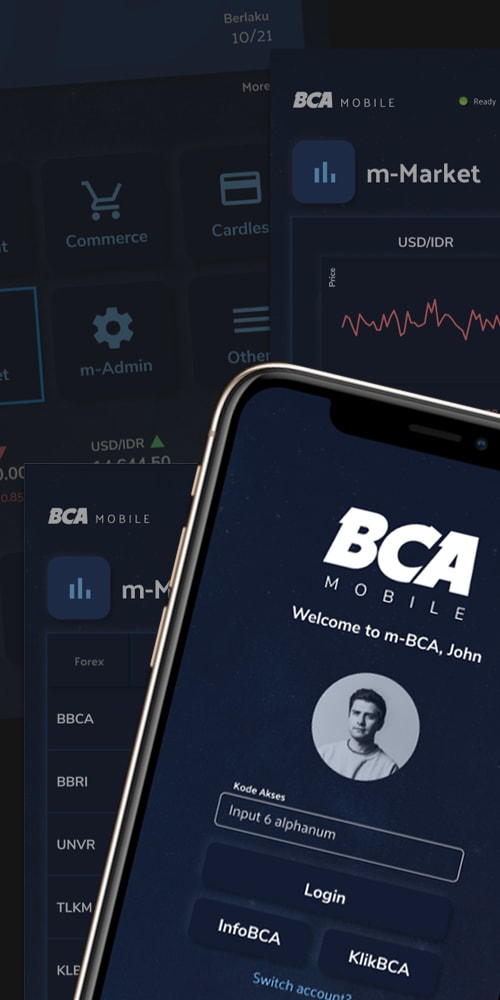 Berlaku
10/21
More
Commerce
Cardles
m-Admin
Other
USD/IDR
0.00
14,644.50
0.85
BCA MOBILE
Ready
m-Market
USD/IDR
Price
BCA MOBILE
m-M
Forex
BBCA
BBRI
UNVR
TLKM
KLB
BCA
MOBILE
Welcome to m-BCA, John
Kode Akses
Input 6 alphanum
Login
InfoBCA
KlikBCA
Switch account?